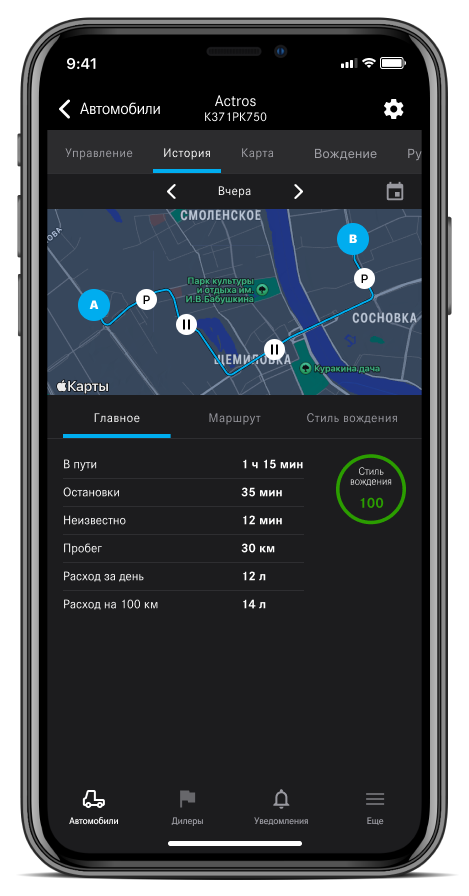 9:41
Автомобили
Actros
K371PK750
Управление История Карта Вождение Ру
Вчера
СМОЛЕНСКОЕ
B
Парк культуры
и отдыха им.
И.В.Бабушкина
P
A
P
СОСНОВКА
ЩЕМИЛОВКА
Куракина дача
Карты
Главное Маршрут Стиль вождения
В пути 1 ч 15 мин
Остановки 35 мин
Неизвестно 12 мин
Пробег 30 км
Расход за день 12 л
Расход на 100 км 14 л
Стиль
вождения
100
Автомобили Дилеры Уведомления Еще